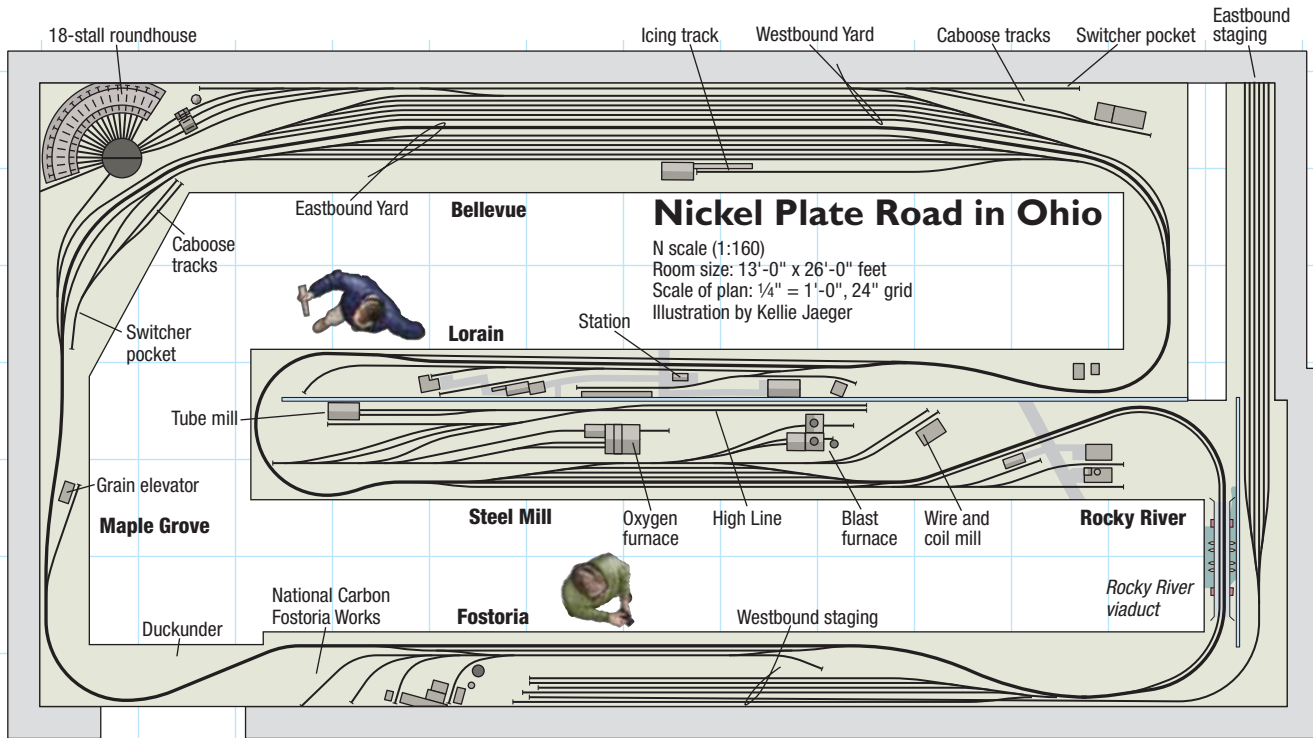 18-stall roundhouse
Icing track
Westbound Yard
Caboose tracks
Switcher pocket
Eastbound
staging
Eastbound Yard
Bellevue
Nickel Plate Road in Ohio
N scale (1:160)
Room size: 13'-0" x 26'-0" feet
Scale of plan: ¼" = 1'-0", 24" grid
Illustration by Kellie Jaeger
Caboose
tracks
Switcher
pocket
Lorain
Station
Tube mill
Grain elevator
Maple Grove
Steel Mill
Oxygen
furnace
High Line
Blast
furnace
Wire and
coil mill
Rocky River
Rocky River
viaduct
National Carbon
Fostoria Works
Fostoria
Westbound staging
Duckunder